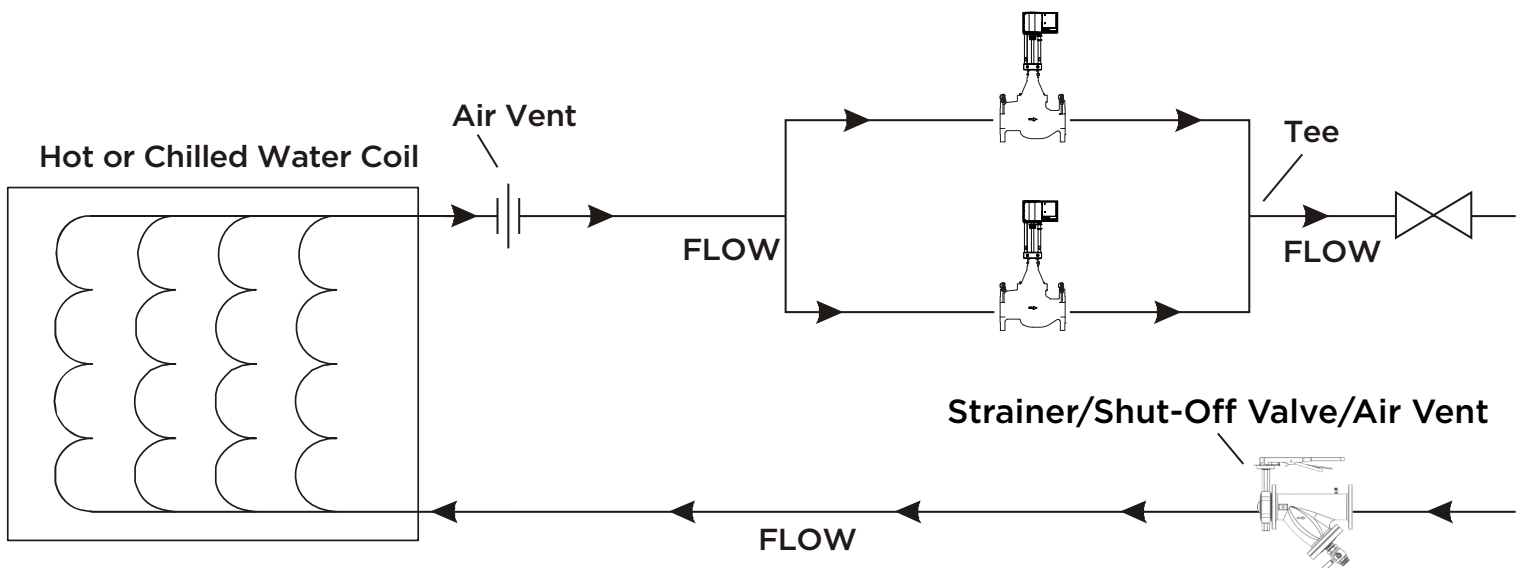 Air Vent
Hot or Chilled Water Coil
Tee
FLOW
FLOW
Strainer/Shut-Off Valve/Air Vent
FLOW